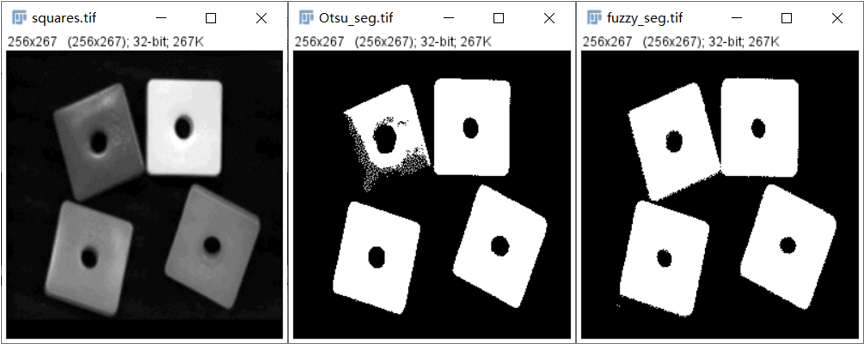 squares.tif
256x267 (256x267); 32-bit; 267K
Otsu_seg.tif
256x267 (256x267); 32-bit; 267K
fuzzy_seg.tif
256x267 (256x267); 32-bit; 267K